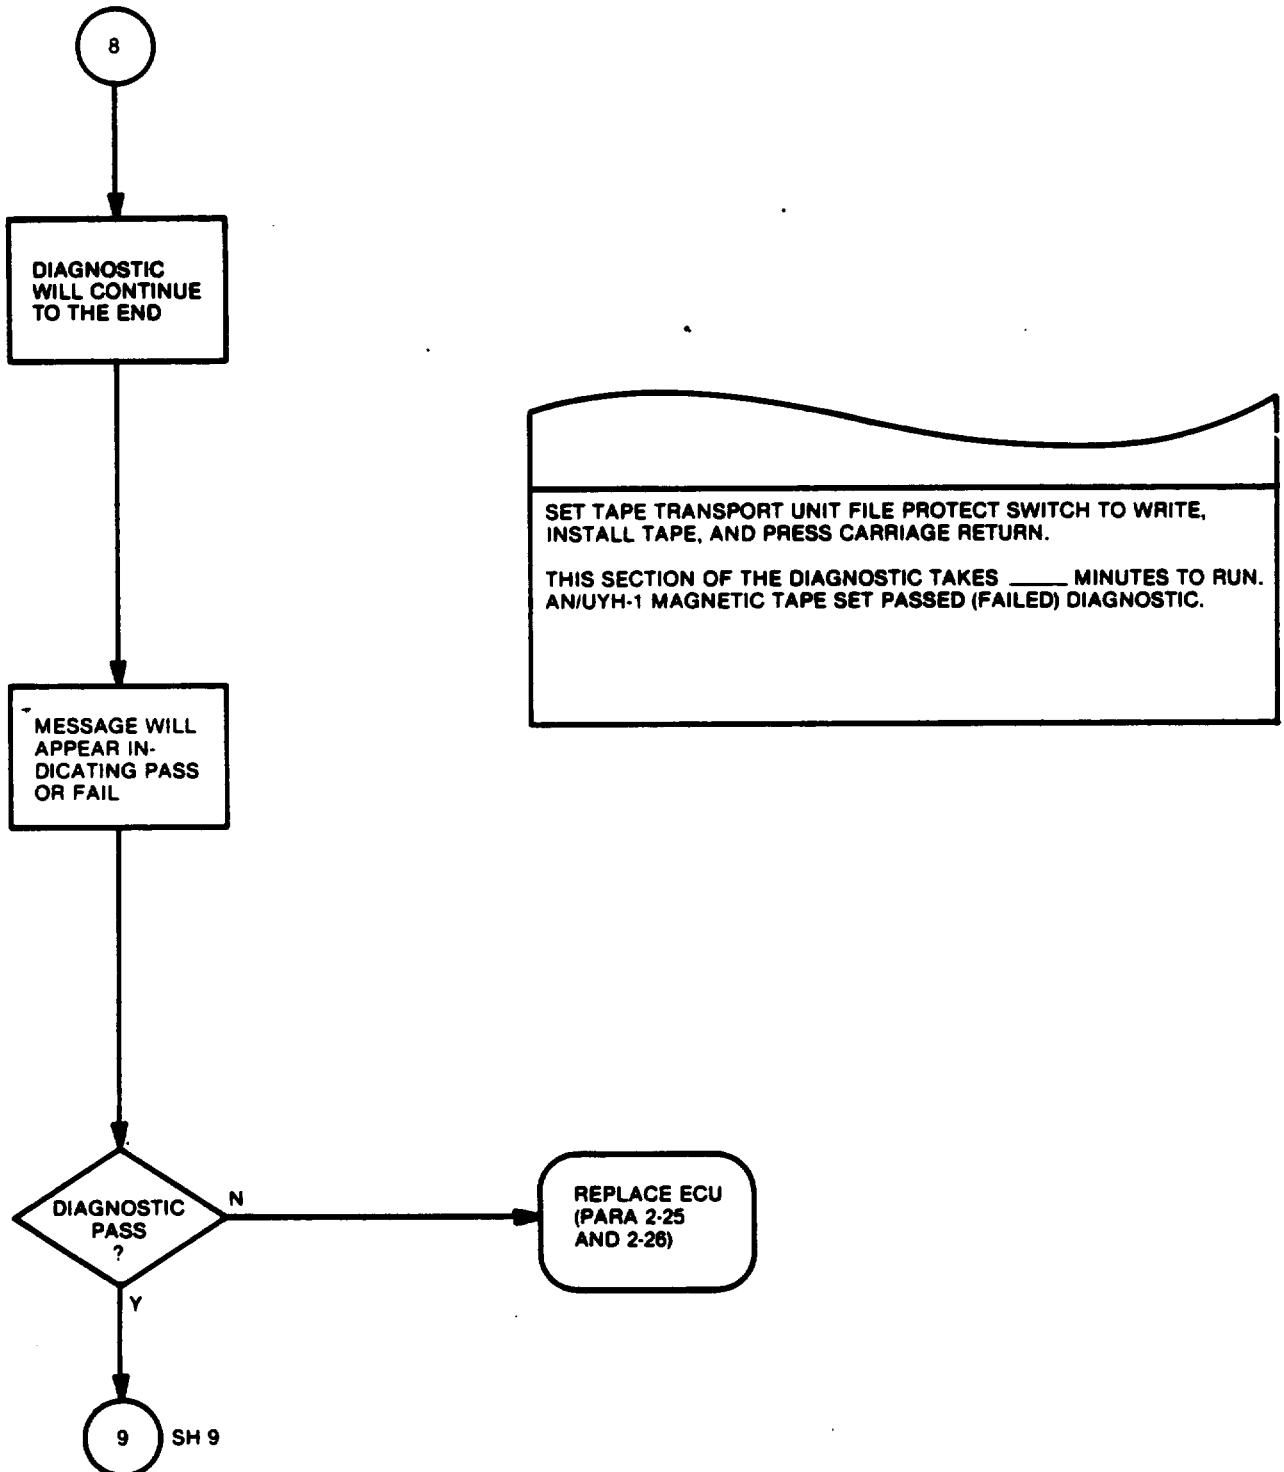 8
DIAGNOSTIC
WILL CONTINUE
TO THE END
SET TAPE TRANSPORT UNIT FILE PROTECT SWITCH TO WRITE,
INSTALL TAPE, AND PRESS CARRIAGE RETURN.
THIS SECTION OF THE DIAGNOSTIC TAKES _____ MINUTES TO RUN.
AN/UYH-1 MAGNETIC TAPE SET PASSED (FAILED) DIAGNOSTIC.
MESSAGE WILL
APPEAR IN-
DICATING PASS
OR FAIL
DIAGNOSTIC
PASS
?
N
REPLACE ECU
(PARA 2-25
AND 2-26)
Y
9 SH 9